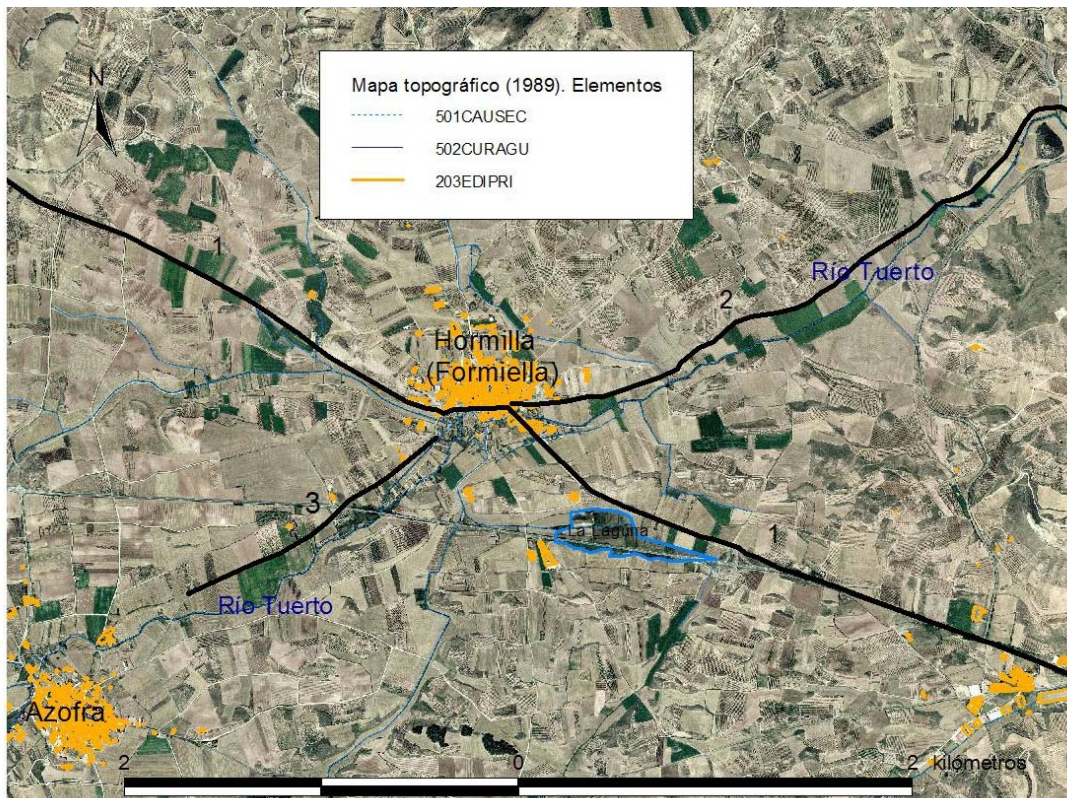 N
Mapa topográfico (1989). Elementos
501CAUSEC
502CURAGU
203EDIPRI
1
Río Tuerto
2
Hormilla
(Formiella)
3
La Laguna
1
Río Tuerto
Azofra
2 0 2 kilómetros